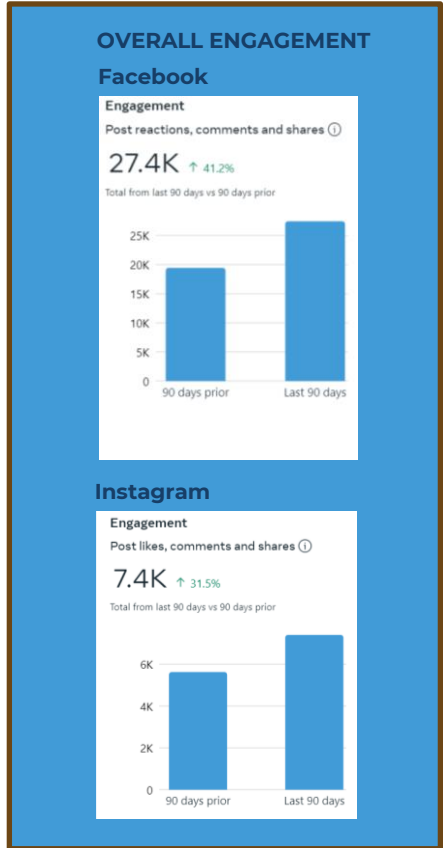 OVERALL ENGAGEMENT
Facebook
Engagement
Post reactions, comments and shares ⓘ
27.4K ↑ 41.2%
Total from last 90 days vs 90 days prior
25K
20K
15K
10K
5K
0
90 days prior Last 90 days
Instagram
Engagement
Post likes, comments and shares ⓘ
7.4K ↑ 31.5%
Total from last 90 days vs 90 days prior
6K
4K
2K
0
90 days prior Last 90 days